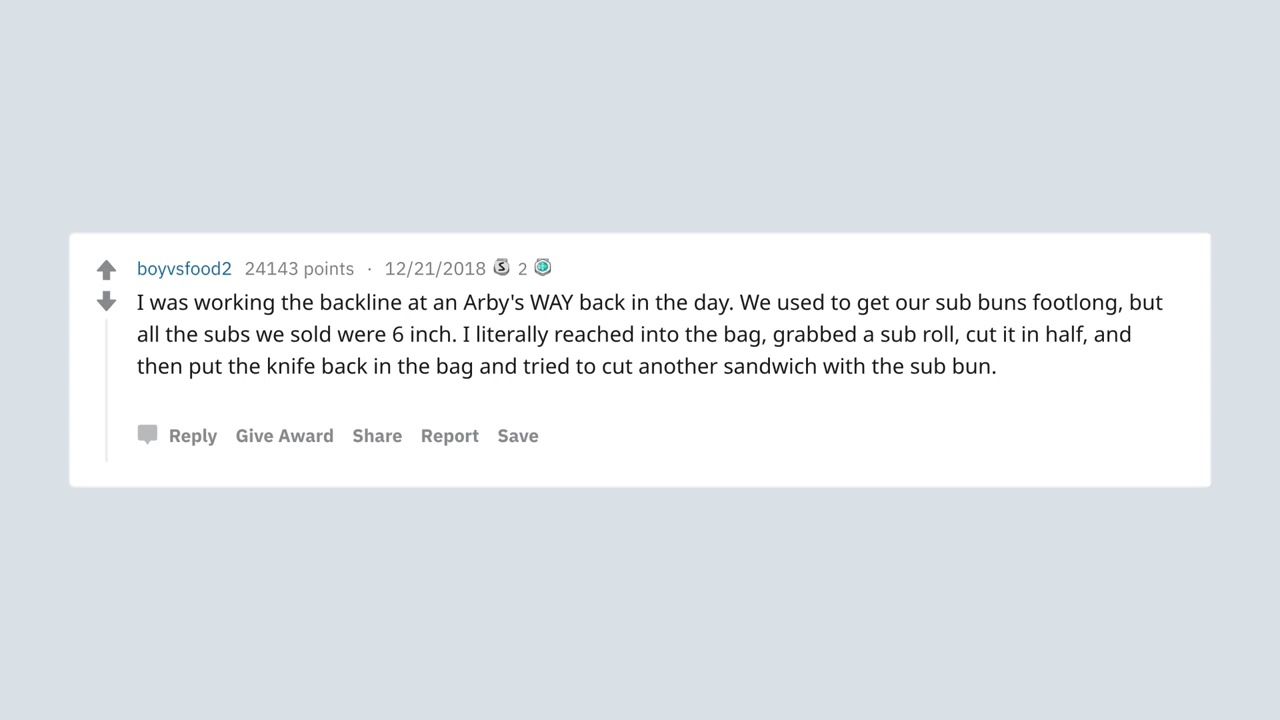 boyvsfood2 24143 points · 12/21/2018 S 2
I was working the backline at an Arby's WAY back in the day. We used to get our sub buns footlong, but
all the subs we sold were 6 inch. I literally reached into the bag, grabbed a sub roll, cut it in half, and
then put the knife back in the bag and tried to cut another sandwich with the sub bun.
Reply Give Award Share Report Save